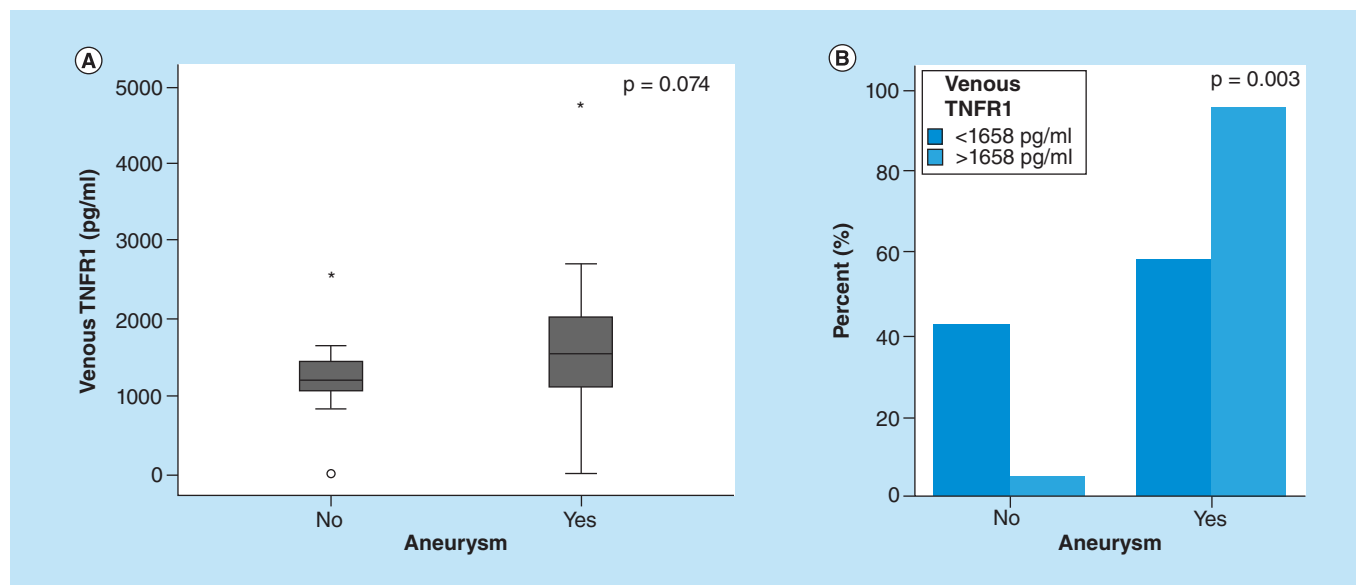 A
p = 0.074
Venous TNFR1 (pg/ml)
5000
4000
3000
2000
1000
0
*
*
No
Yes
Aneurysm
B
p = 0.003
Venous
TNFR1
<1658 pg/ml
>1658 pg/ml
Percent (%)
100
80
60
40
20
0
No
Yes
Aneurysm